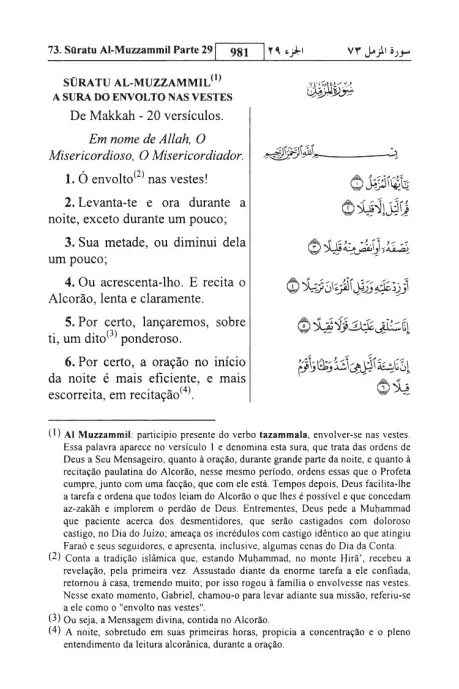 73. Sūratu Al-Muzzammil Parte 29
981
الجزء ٢٩
سورة المزمل ٧٣
SŪRATU AL-MUZZAMMIL(1)
A SURA DO ENVOLTO NAS VESTES
De Makkah - 20 versículos.
Em nome de Allah, O
Misericordioso, O Misericordiador.
1. Ó envolto(2) nas vestes!
2. Levanta-te e ora durante a
noite, exceto durante um pouco;
3. Sua metade, ou diminui dela
um pouco;
4. Ou acrescenta-lho. E recita o
Alcorão, lenta e claramente.
5. Por certo, lançaremos, sobre
ti, um dito(3) ponderoso.
6. Por certo, a oração no início
da noite é mais eficiente, e mais
escorreita, em recitação(4).
سُورَةُ المُزَّمِّل
بِسْمِ اللَّهِ الرَّحْمَٰنِ الرَّحِيمِ
يَٰٓأَيُّهَا ٱلْمُزَّمِّلُ ١
قُمِ ٱلَّيْلَ إِلَّا قَلِيلًا ٢
نِّصْفَهُۥٓ أَوِ ٱنقُصْ مِنْهُ قَلِيلًا ٣
أَوْ زِدْ عَلَيْهِ وَرَتِّلِ ٱلْقُرْءَانَ تَرْتِيلًا ٤
إِنَّا سَنُلْقِى عَلَيْكَ قَوْلًا ثَقِيلًا ٥
إِنَّ نَاشِئَةَ ٱلَّيْلِ هِىَ أَشَدُّ وَطْـًٔا وَأَقْوَمُ
قِيلًا ٦
(1) Al Muzzammil: particípio presente do verbo tazammala, envolver-se nas vestes.
Essa palavra aparece no versículo 1 e denomina esta sura, que trata das ordens de
Deus a Seu Mensageiro, quanto à oração, durante grande parte da noite, e quanto à
recitação paulatina do Alcorão, nesse mesmo período, ordens essas que o Profeta
cumpre, junto com uma facção, que com ele está. Tempos depois, Deus facilita-lhe
a tarefa e ordena que todos leiam do Alcorão o que lhes é possível e que concedam
az-zakāh e implorem o perdão de Deus. Entrementes, Deus pede a Muḥammad
que paciente acerca dos desmentidores, que serão castigados com doloroso
castigo, no Dia do Juízo; ameaça os incrédulos com castigo idêntico ao que atingiu
Faraó e seus seguidores, e apresenta, inclusive, algumas cenas do Dia da Conta.
(2) Conta a tradição islâmica que, estando Muḥammad, no monte Ḥirā', recebeu a
revelação, pela primeira vez. Assustado diante da enorme tarefa a ele confiada,
retornou à casa, tremendo muito; por isso rogou à família o envolvesse nas vestes.
Nesse exato momento, Gabriel, chamou-o para levar adiante sua missão, referiu-se
a ele como o "envolto nas vestes".
(3) Ou seja, a Mensagem divina, contida no Alcorão.
(4) A noite, sobretudo em suas primeiras horas, propicia a concentração e o pleno
entendimento da leitura alcorânica, durante a oração.